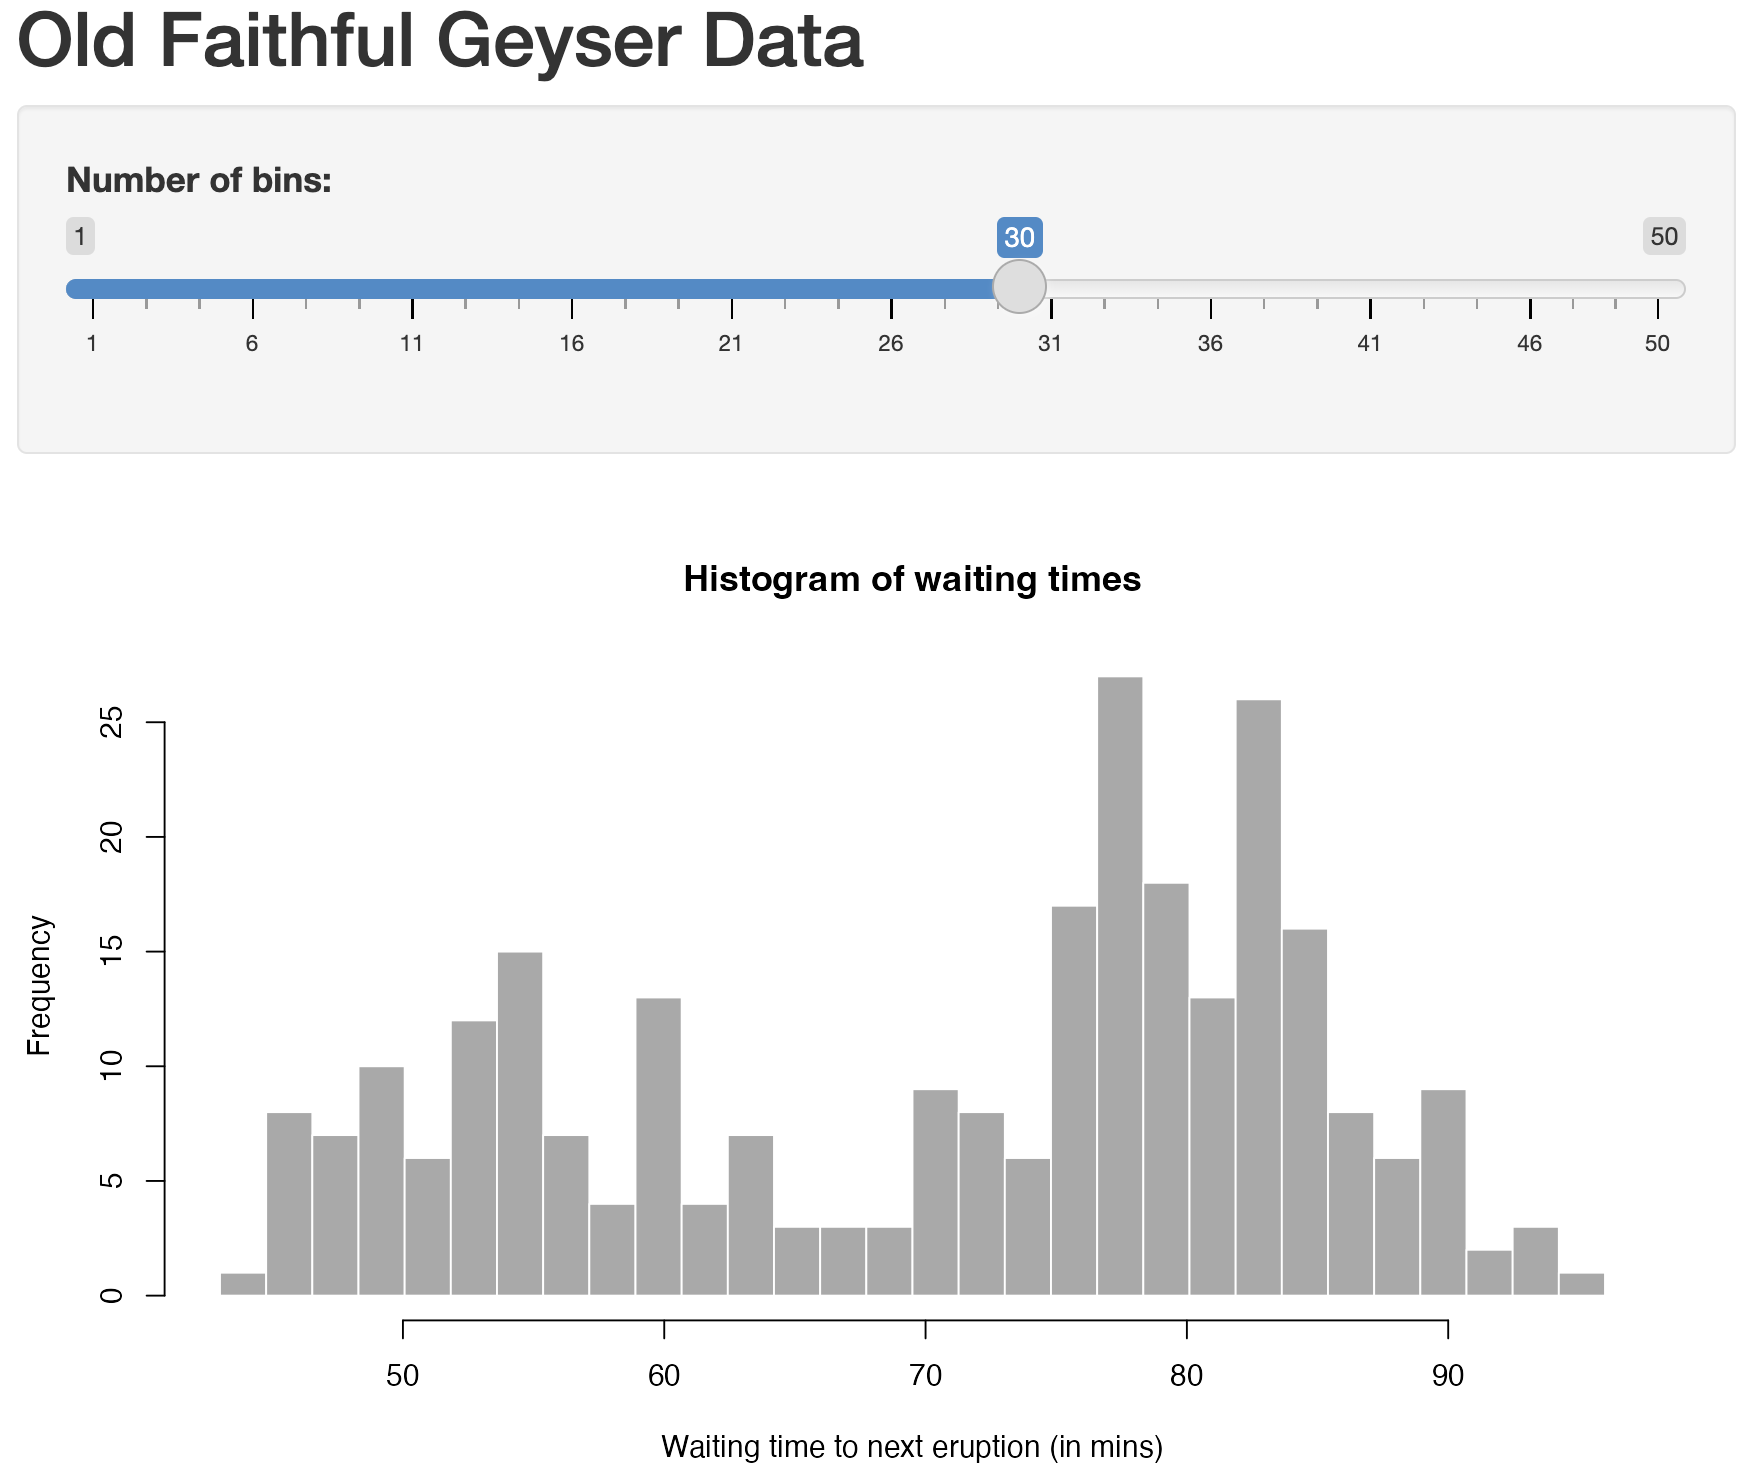 Old Faithful Geyser Data
Number of bins:
1 30 50
1 6 11 16 21 26 31 36 41 46 50
Histogram of waiting times
25
20
15
10
5
0
Frequency
50 60 70 80 90
Waiting time to next eruption (in mins)